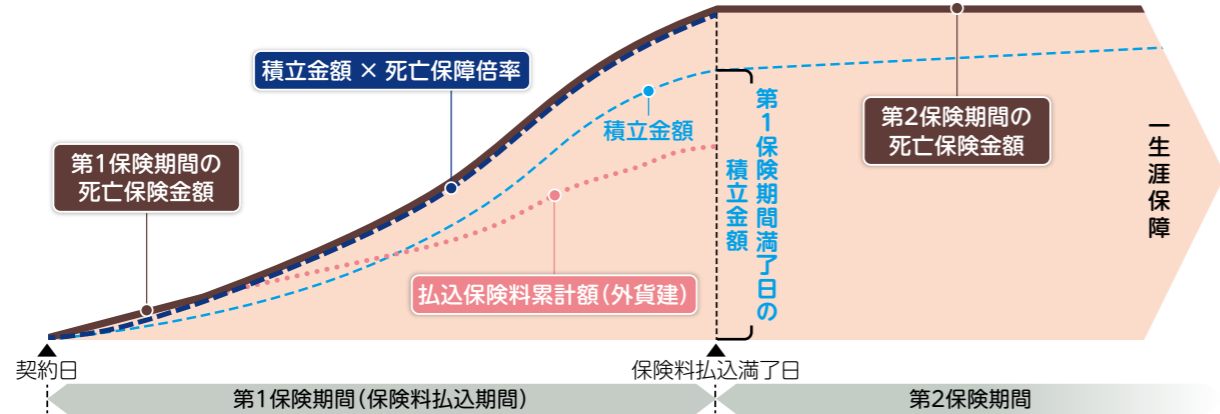 積立金額 × 死亡保障倍率
第1保険期間の
死亡保険金額
積立金額
払込保険料累計額(外貨建)
第1保険期間満了日の
積立金額
第2保険期間の
死亡保険金額
一生涯保障
契約日
保険料払込満了日
第1保険期間(保険料払込期間)
第2保険期間